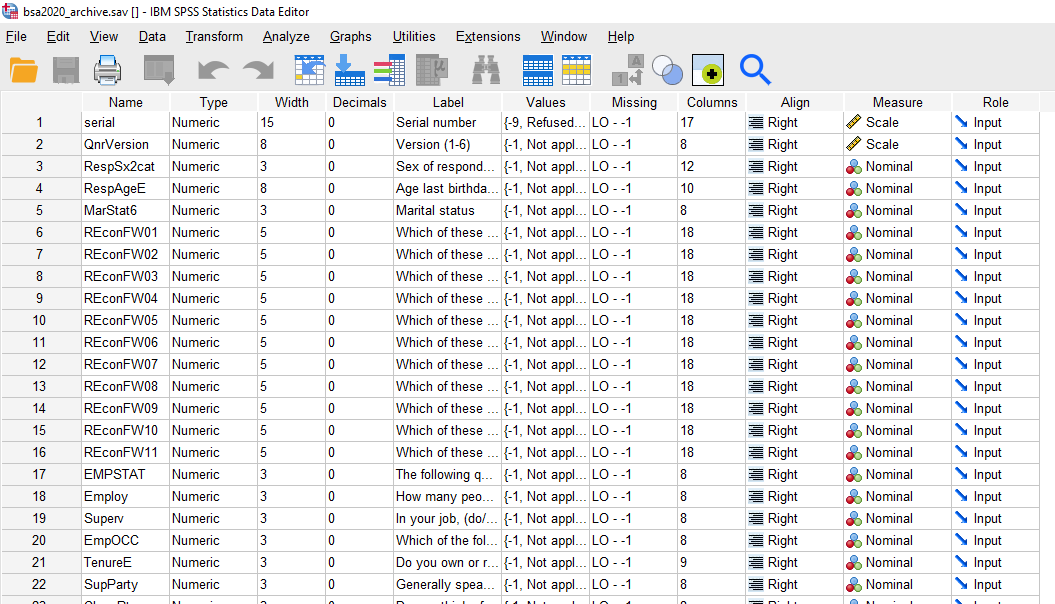 bsa2020_archive.sav [] - IBM SPSS Statistics Data Editor
File Edit View Data Transform Analyze Graphs Utilities Extensions Window Help
Name Type Width Decimals Label Values Missing Columns Align Measure Role
1 serial Numeric 15 0 Serial number {-9, Refused... LO - -1 17 Right Scale Input
2 QnrVersion Numeric 8 0 Version (1-6) {-1, Not appl... LO - -1 8 Right Scale Input
3 RespSx2cat Numeric 3 0 Sex of respond... {-1, Not appl... LO - -1 12 Right Nominal Input
4 RespAgeE Numeric 8 0 Age last birthda... {-1, Not appl... LO - -1 10 Right Nominal Input
5 MarStat6 Numeric 3 0 Marital status {-1, Not appl... LO - -1 8 Right Nominal Input
6 REconFW01 Numeric 5 0 Which of these ... {-1, Not appl... LO - -1 18 Right Nominal Input
7 REconFW02 Numeric 5 0 Which of these ... {-1, Not appl... LO - -1 18 Right Nominal Input
8 REconFW03 Numeric 5 0 Which of these ... {-1, Not appl... LO - -1 18 Right Nominal Input
9 REconFW04 Numeric 5 0 Which of these ... {-1, Not appl... LO - -1 18 Right Nominal Input
10 REconFW05 Numeric 5 0 Which of these ... {-1, Not appl... LO - -1 18 Right Nominal Input
11 REconFW06 Numeric 5 0 Which of these ... {-1, Not appl... LO - -1 18 Right Nominal Input
12 REconFW07 Numeric 5 0 Which of these ... {-1, Not appl... LO - -1 18 Right Nominal Input
13 REconFW08 Numeric 5 0 Which of these ... {-1, Not appl... LO - -1 18 Right Nominal Input
14 REconFW09 Numeric 5 0 Which of these ... {-1, Not appl... LO - -1 18 Right Nominal Input
15 REconFW10 Numeric 5 0 Which of these ... {-1, Not appl... LO - -1 18 Right Nominal Input
16 REconFW11 Numeric 5 0 Which of these ... {-1, Not appl... LO - -1 18 Right Nominal Input
17 EMPSTAT Numeric 3 0 The following q... {-1, Not appl... LO - -1 8 Right Nominal Input
18 Employ Numeric 3 0 How many peo... {-1, Not appl... LO - -1 8 Right Nominal Input
19 Superv Numeric 3 0 In your job, (do/... {-1, Not appl... LO - -1 8 Right Nominal Input
20 EmpOCC Numeric 3 0 Which of the fol... {-1, Not appl... LO - -1 8 Right Nominal Input
21 TenureE Numeric 3 0 Do you own or r... {-1, Not appl... LO - -1 9 Right Nominal Input
22 SupParty Numeric 3 0 Generally spea... {-1, Not appl... LO - -1 8 Right Nominal Input